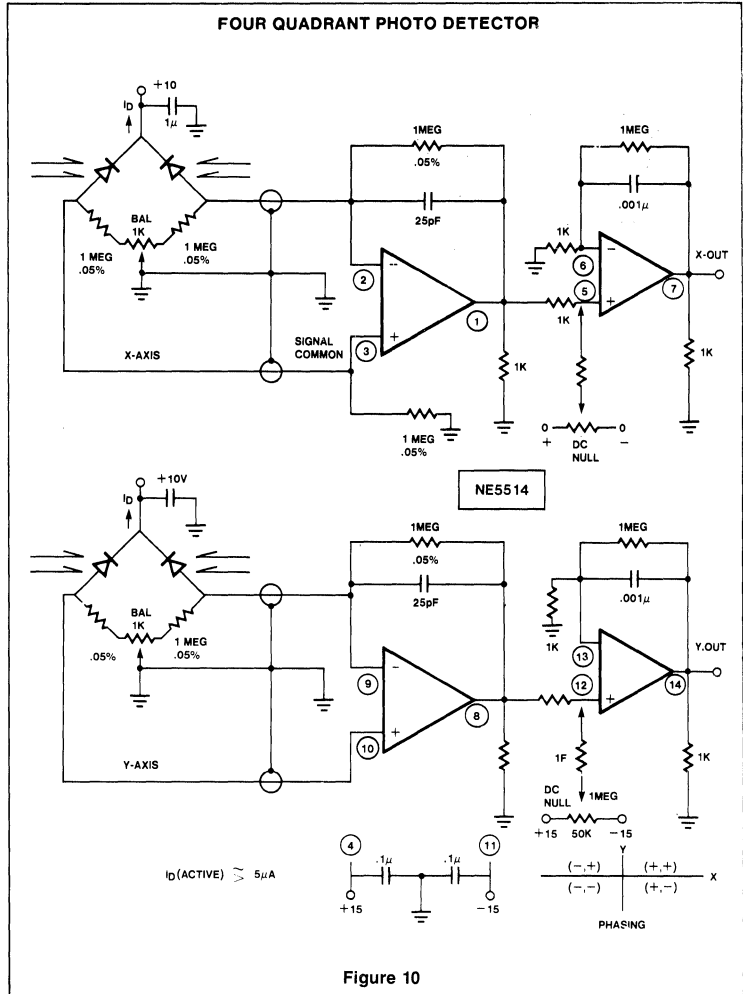 FOUR QUADRANT PHOTO DETECTOR
+10
ID
1μ
BAL
1K
1 MEG
.05%
1 MEG
.05%
X-AXIS
SIGNAL
COMMON
1MEG
.05%
25pF
2
3
1
1 MEG
.05%
1K
1K
1MEG
.001μ
1K
6
5
7
X-OUT
1K
0
+
DC
NULL
0
-
NE5514
+10V
ID
BAL
1K
.05%
1 MEG
.05%
Y-AXIS
1MEG
.05%
25pF
9
10
8
1MEG
.001μ
1K
13
12
14
Y.OUT
1F
1K
DC
NULL
1MEG
+15
50K
-15
ID(ACTIVE) ≳ 5μA
4
.1μ
.1μ
11
+15
-15
Y
(-,+)
(+,+)
X
(-,-)
(+,-)
PHASING
Figure 10